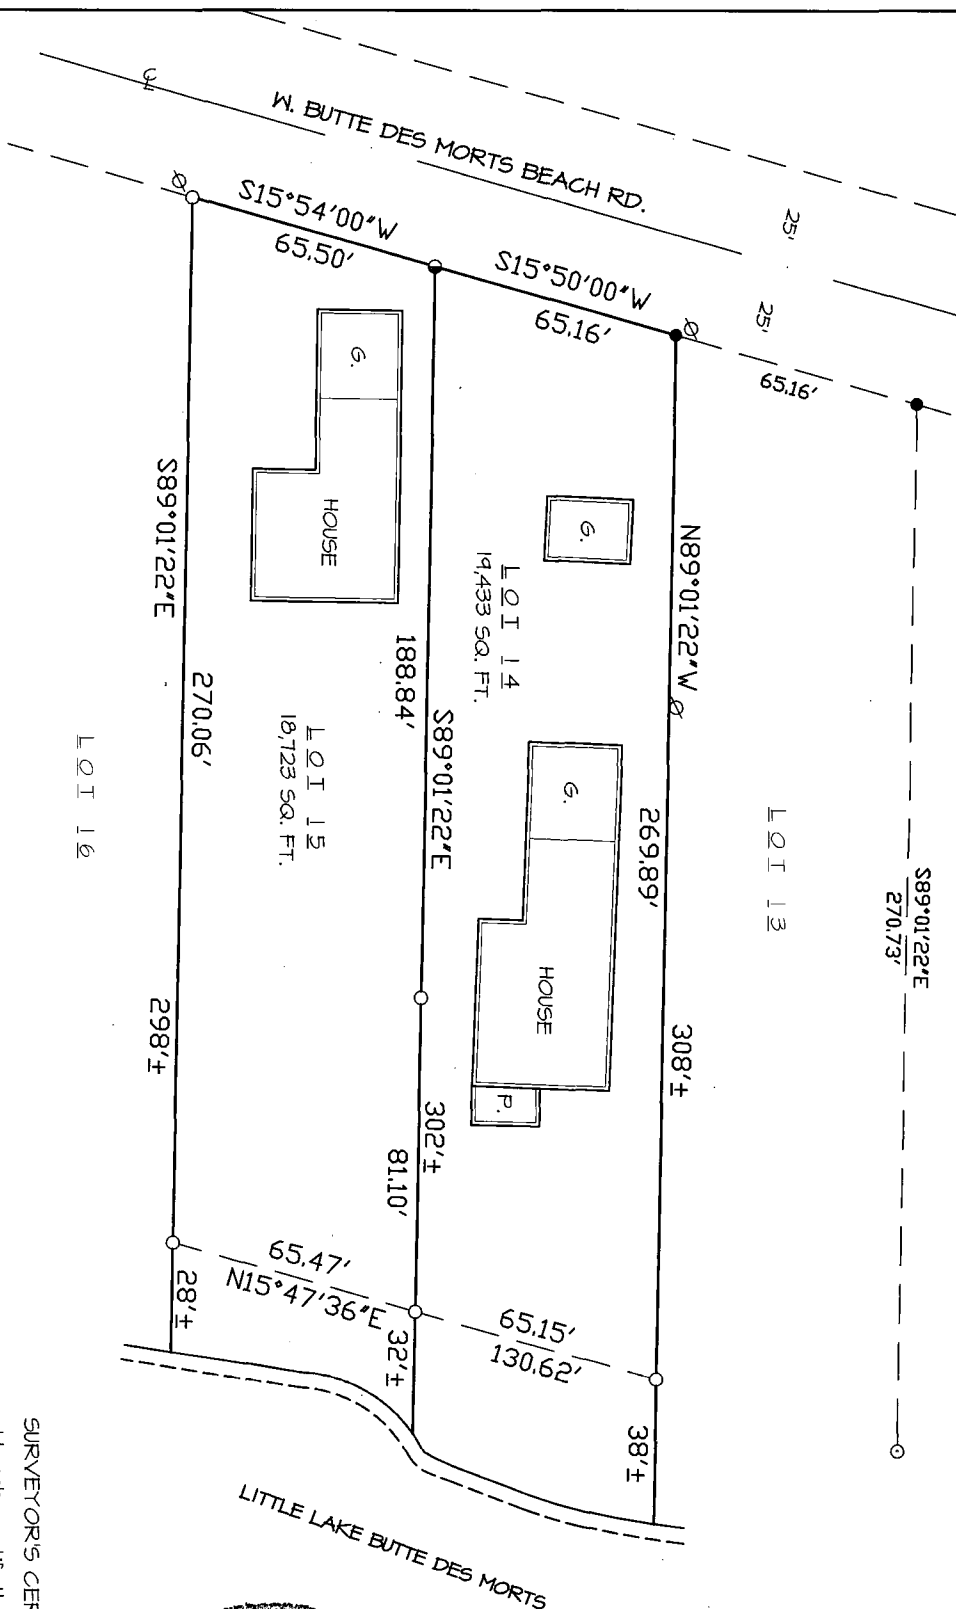 W. BUTTE DES MORTS BEACH RD.
25'
25'
S15°54'00"W
65.50'
S15°50'00"W
65.16'
65.16'
G.
HOUSE
G.
LOT 14
19,433 SQ. FT.
N89°01'22"W
269.89'
308'±
LOT 13
S89°01'22"E
270.73'
S89°01'22"E
270.06'
298'±
LOT 16
LOT 15
18,723 SQ. FT.
188.84'
S89°01'22"E
302'±
81.10'
G.
HOUSE
P.
65.47'
N15°47'36"E
65.15'
130.62'
28'±
32'±
38'±
LITTLE LAKE BUTTE DES MORTS
SURVEYOR'S CER